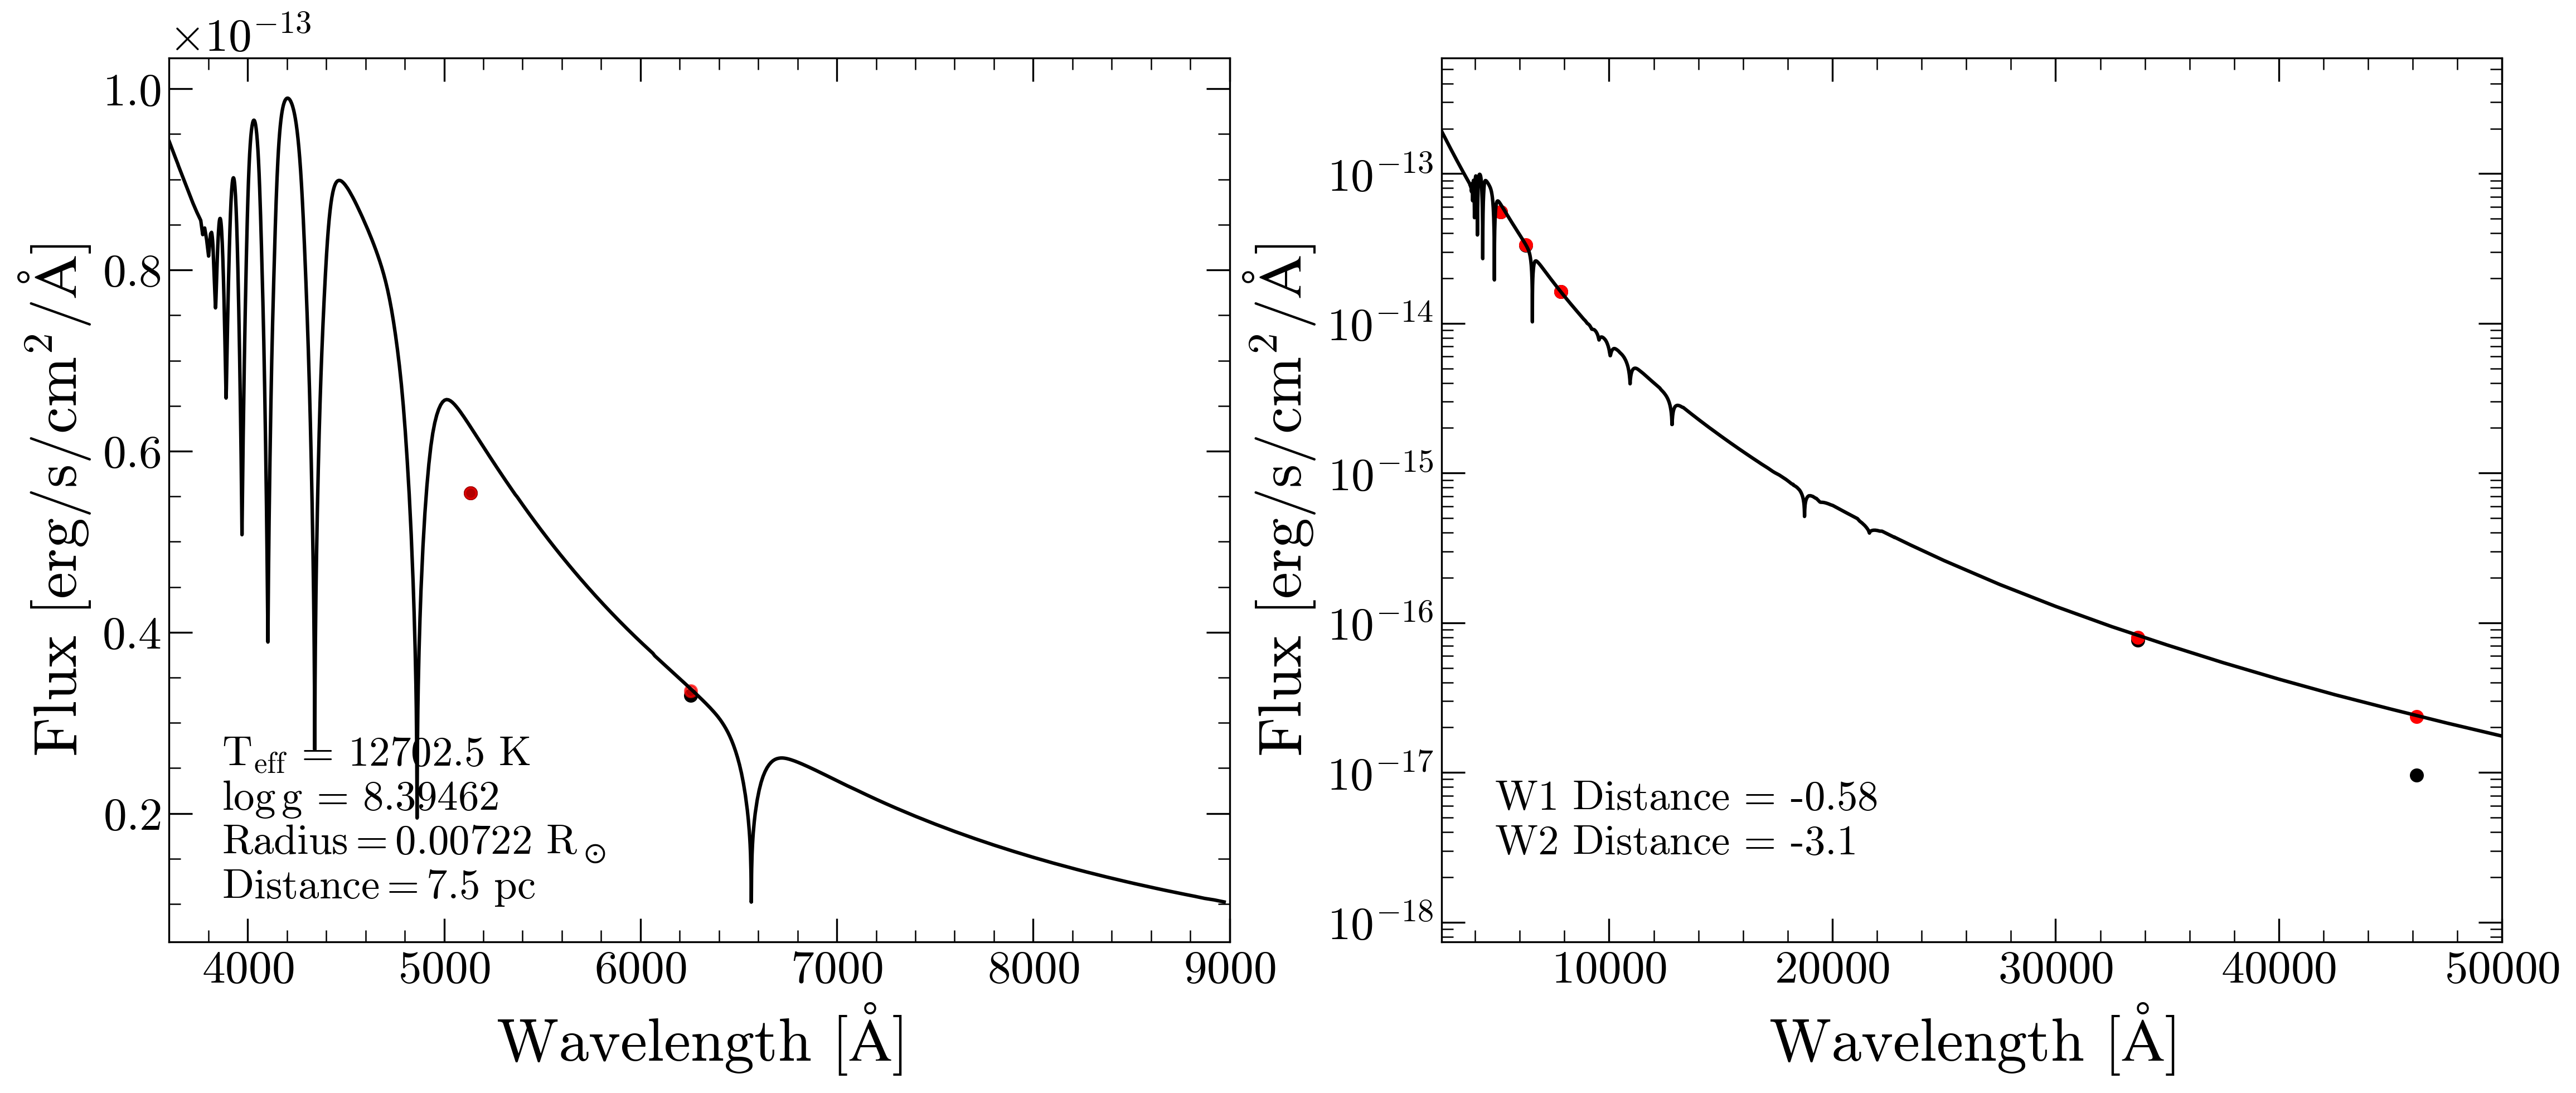 ×10⁻¹³
1.0
0.8
0.6
0.4
0.2
Flux [erg/s/cm²/Å]
T_eff = 12702.5 K
log g = 8.39462
Radius = 0.00722 R_⊙
Distance = 7.5 pc
4000 5000 6000 7000 8000 9000
Wavelength [Å]
10⁻¹³
10⁻¹⁴
10⁻¹⁵
10⁻¹⁶
10⁻¹⁷
10⁻¹⁸
Flux [erg/s/cm²/Å]
W1 Distance = -0.58
W2 Distance = -3.1
10000 20000 30000 40000 50000
Wavelength [Å]